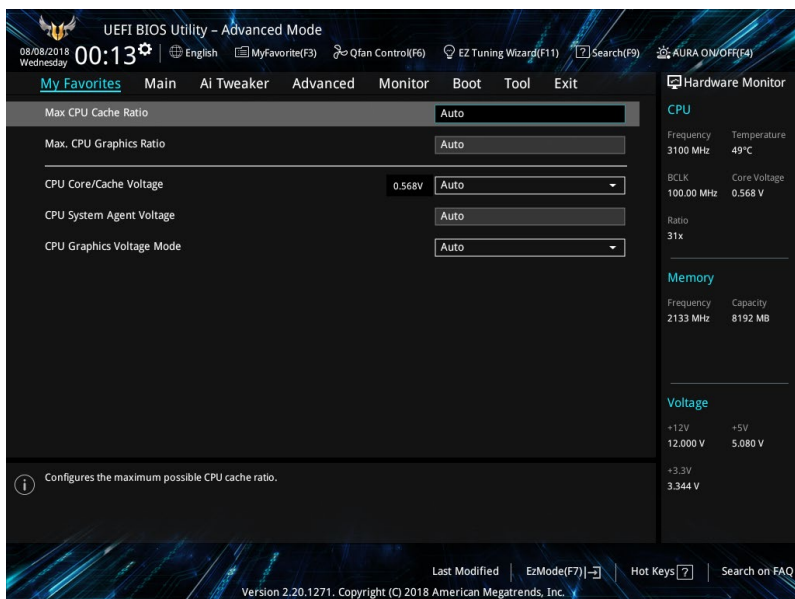 UEFI BIOS Utility – Advanced Mode
08/08/2018
Wednesday
00:13
English
MyFavorite(F3)
Qfan Control(F6)
EZ Tuning Wizard(F11)
? Search(F9)
AURA ON/OFF(F4)
My Favorites Main Ai Tweaker Advanced Monitor Boot Tool Exit
Hardware Monitor
Max CPU Cache Ratio Auto
Max. CPU Graphics Ratio Auto
CPU Core/Cache Voltage 0.568V Auto
CPU System Agent Voltage Auto
CPU Graphics Voltage Mode Auto
CPU
Frequency Temperature
3100 MHz 49°C
BCLK Core Voltage
100.00 MHz 0.568 V
Ratio
31x
Memory
Frequency Capacity
2133 MHz 8192 MB
Voltage
+12V +5V
12.000 V 5.080 V
+3.3V
3.344 V
i Configures the maximum possible CPU cache ratio.
Last Modified EzMode(F7) Hot Keys ? Search on FAQ
Version 2.20.1271. Copyright (C) 2018 American Megatrends, Inc.